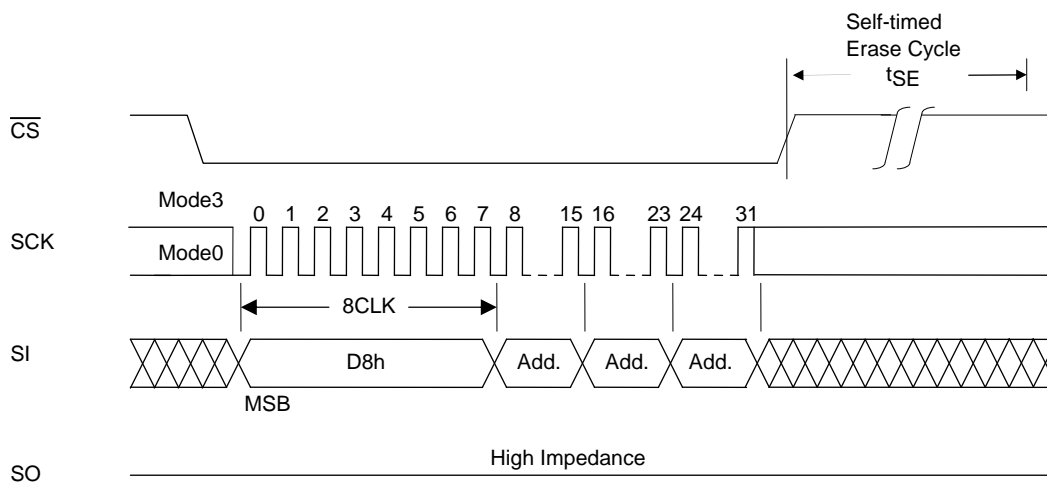 Self-timed
Erase Cycle
tSE
CS
Mode3
0 1 2 3 4 5 6 7 8 15 16 23 24 31
SCK
Mode0
8CLK
SI
D8h Add. Add. Add.
MSB
High Impedance
SO